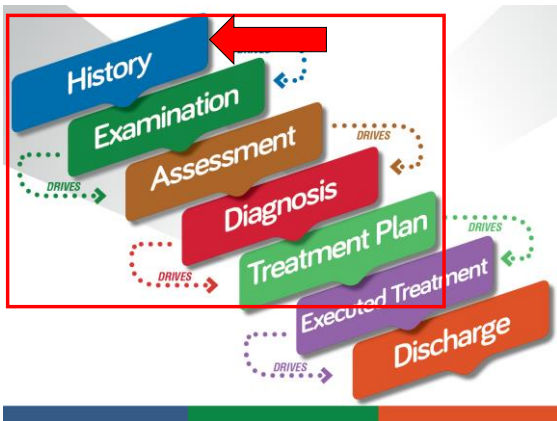 History
DRIVES
Examination
Assessment
DRIVES
DRIVES
Diagnosis
DRIVES
Treatment Plan
DRIVES
Executed Treatment
DRIVES
Discharge